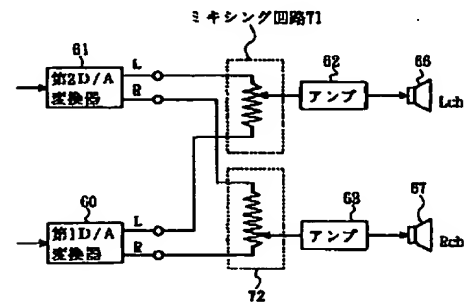 ミキシング回路71
61
第2D/A
変換器
L
R
62
アンプ
66
Lch
60
第1D/A
変換器
L
R
63
アンプ
67
Rch
72